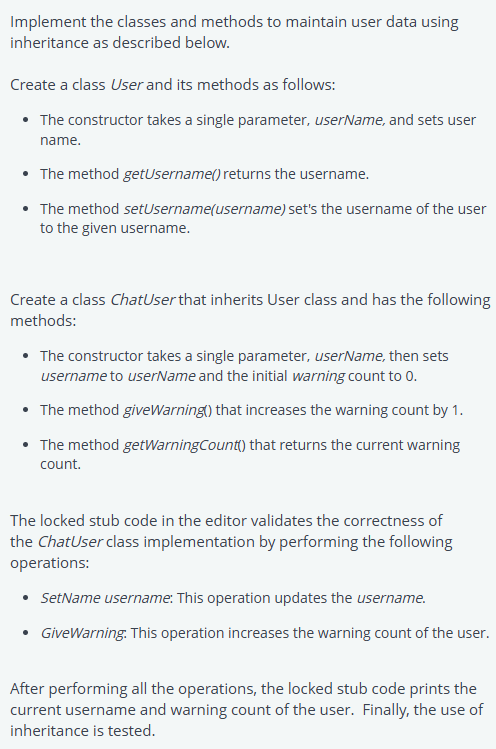 Implement the classes and methods to maintain user data using
inheritance as described below.
Create a class User and its methods as follows:
• The constructor takes a single parameter, userName, and sets user
name.
• The method getUsername() returns the username.
• The method setUsername(username) set's the username of the user
to the given username.
Create a class ChatUser that inherits User class and has the following
methods:
• The constructor takes a single parameter, userName, then sets
username to userName and the initial warning count to 0.
• The method giveWarning() that increases the warning count by 1.
• The method getWarningCount() that returns the current warning
count.
The locked stub code in the editor validates the correctness of
the ChatUser class implementation by performing the following
operations:
• SetName username: This operation updates the username.
• GiveWarning: This operation increases the warning count of the user.
After performing all the operations, the locked stub code prints the
current username and warning count of the user.  Finally, the use of
inheritance is tested.